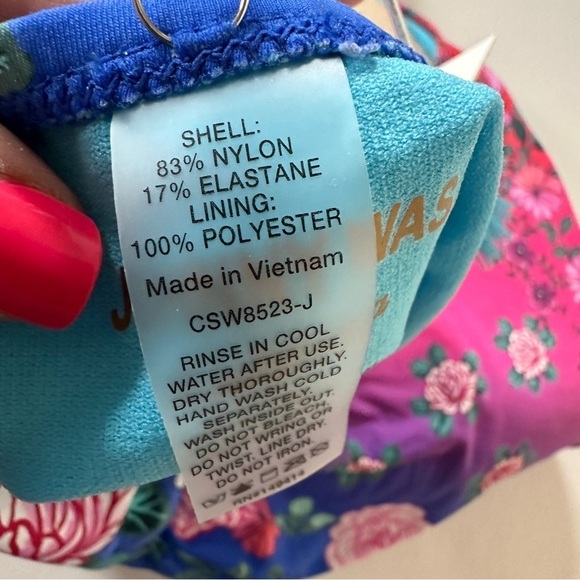 SHELL:
83% NYLON
17% ELASTANE
LINING:
100% POLYESTER
Made in Vietnam
CSW8523-J
RINSE IN COOL
WATER AFTER USE.
DRY THOROUGHLY.
HAND WASH COLD
SEPARATELY.
WASH INSIDE OUT.
DO NOT BLEACH.
DO NOT WRING OR
TWIST. LINE DRY.
DO NOT IRON.
RN#149414